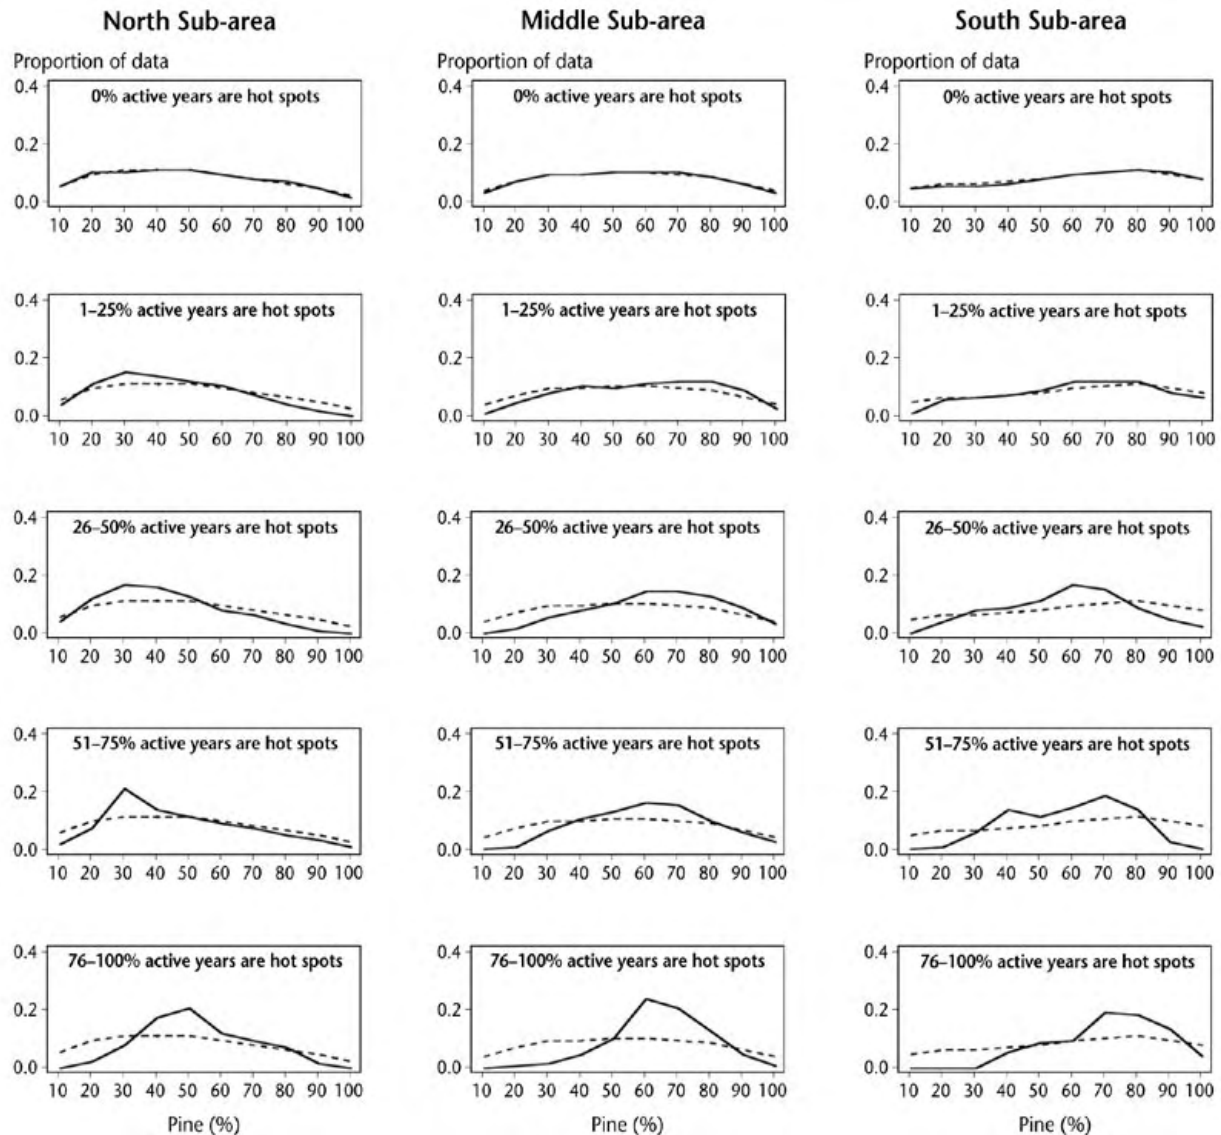 North Sub-area Middle Sub-area South Sub-area
Proportion of data Proportion of data Proportion of data
0.4 0.4 0.4
0% active years are hot spots 0% active years are hot spots 0% active years are hot spots
0.2 0.2 0.2
0.0 0.0 0.0
10 20 30 40 50 60 70 80 90 100 10 20 30 40 50 60 70 80 90 100 10 20 30 40 50 60 70 80 90 100
0.4 0.4 0.4
1–25% active years are hot spots 1–25% active years are hot spots 1–25% active years are hot spots
0.2 0.2 0.2
0.0 0.0 0.0
10 20 30 40 50 60 70 80 90 100 10 20 30 40 50 60 70 80 90 100 10 20 30 40 50 60 70 80 90 100
0.4 0.4 0.4
26–50% active years are hot spots 26–50% active years are hot spots 26–50% active years are hot spots
0.2 0.2 0.2
0.0 0.0 0.0
10 20 30 40 50 60 70 80 90 100 10 20 30 40 50 60 70 80 90 100 10 20 30 40 50 60 70 80 90 100
0.4 0.4 0.4
51–75% active years are hot spots 51–75% active years are hot spots 51–75% active years are hot spots
0.2 0.2 0.2
0.0 0.0 0.0
10 20 30 40 50 60 70 80 90 100 10 20 30 40 50 60 70 80 90 100 10 20 30 40 50 60 70 80 90 100
0.4 0.4 0.4
76–100% active years are hot spots 76–100% active years are hot spots 76–100% active years are hot spots
0.2 0.2 0.2
0.0 0.0 0.0
10 20 30 40 50 60 70 80 90 100 10 20 30 40 50 60 70 80 90 100 10 20 30 40 50 60 70 80 90 100
Pine (%) Pine (%) Pine (%)